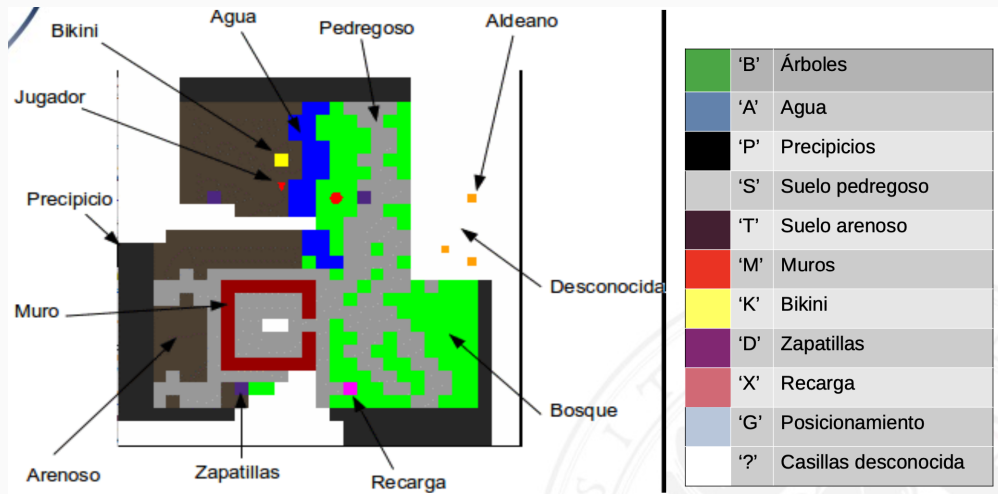 Agua
Aldeano
Bikini
Pedregoso
Jugador
Precipicio
Desconocida
Muro
Bosque
Arenoso
Zapatillas
Recarga
‘B’ Árboles
‘A’ Agua
‘P’ Precipicios
‘S’ Suelo pedregoso
‘T’ Suelo arenoso
‘M’ Muros
‘K’ Bikini
‘D’ Zapatillas
‘X’ Recarga
‘G’ Posicionamiento
‘?’ Casillas desconocida